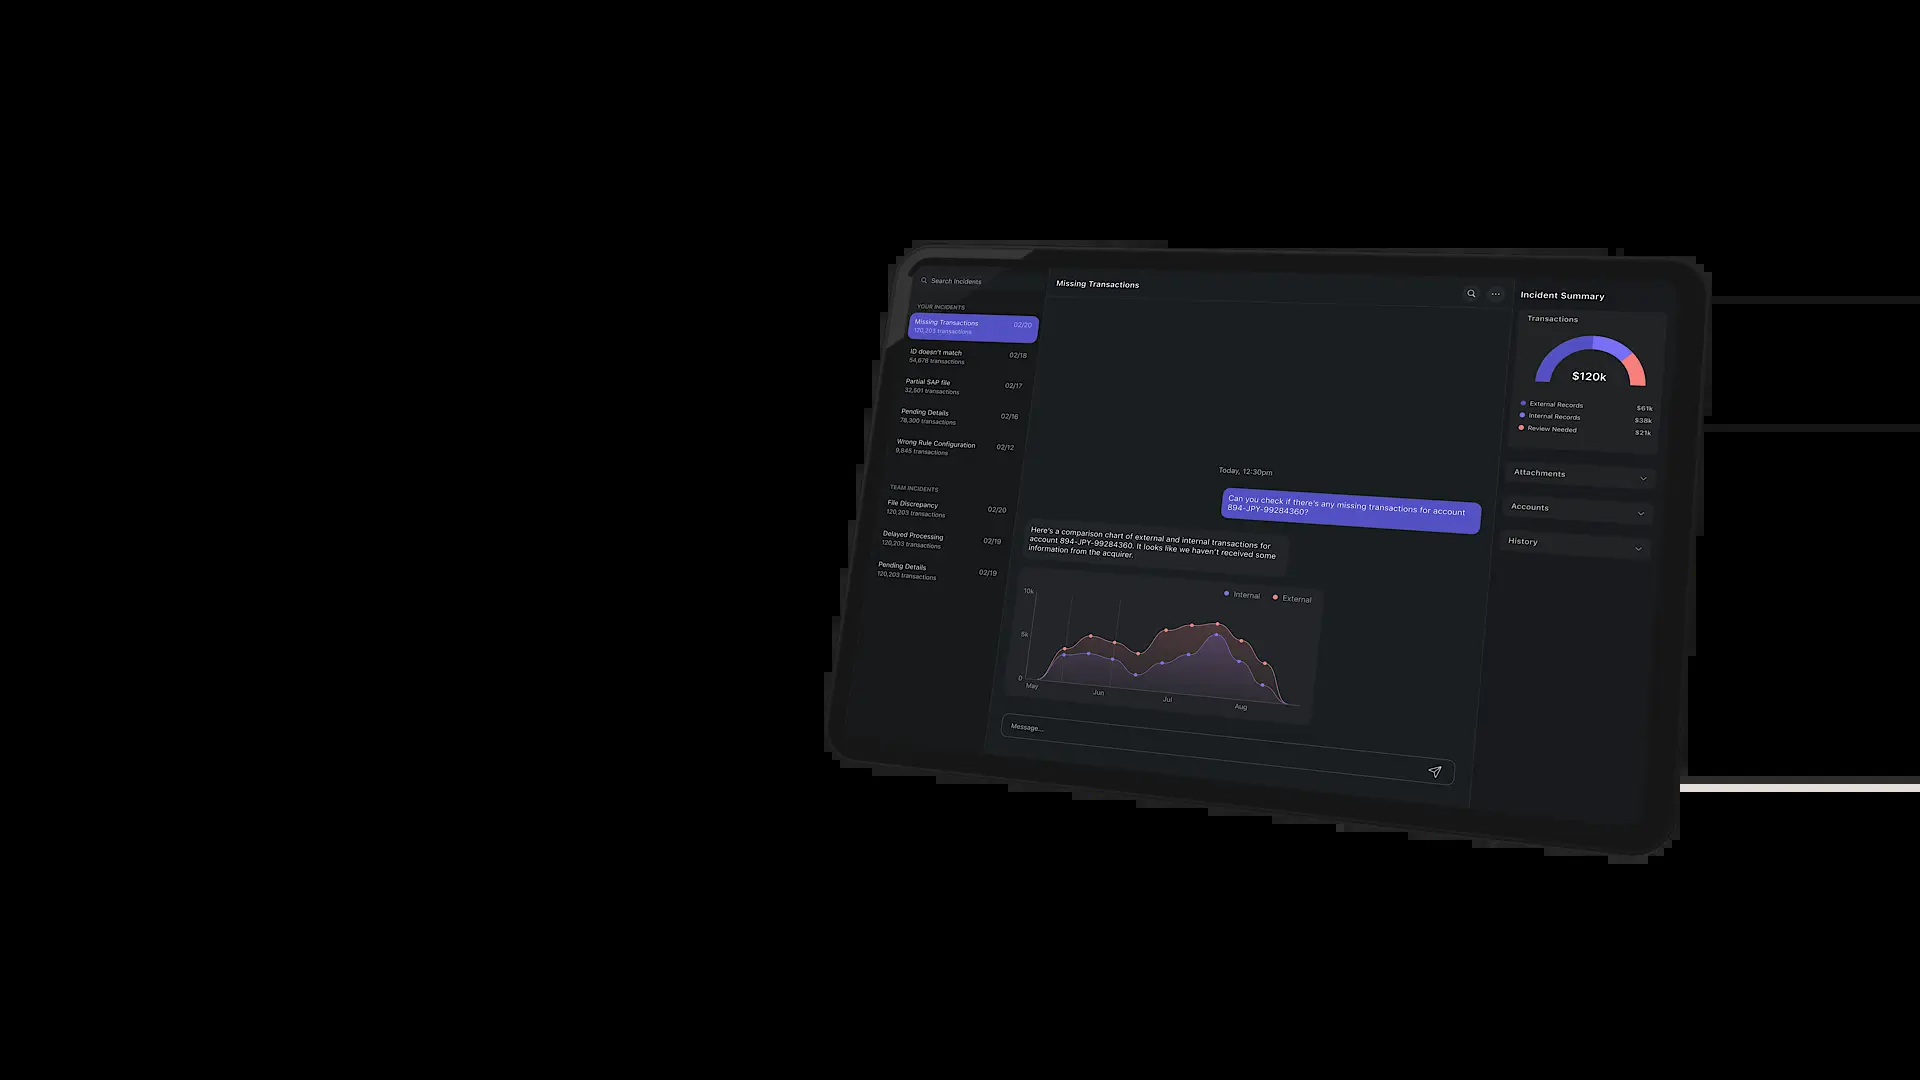 Search Incidents
YOUR INCIDENTS
Missing Transactions 02/20
120,203 transactions
ID doesn't match 02/18
54,676 transactions
Partial SAP file 02/17
32,501 transactions
Pending Details 02/16
78,300 transactions
Wrong Rule Configuration 02/12
9,845 transactions
TEAM INCIDENTS
File Discrepancy 02/20
120,203 transactions
Delayed Processing 02/19
120,203 transactions
Pending Details 02/19
120,203 transactions
Missing Transactions
Today, 12:30pm
Can you check if there's any missing transactions for account
894-JPY-99284360?
Here's a comparison chart of external and internal transactions for
account 894-JPY-99284360. It looks like we haven't received some
information from the acquirer.
Internal External
10k
5k
0
May Jun Jul Aug
Message...
Incident Summary
Transactions
$120k
External Records $61k
Internal Records $38k
Review Needed $21k
Attachments
Accounts
History